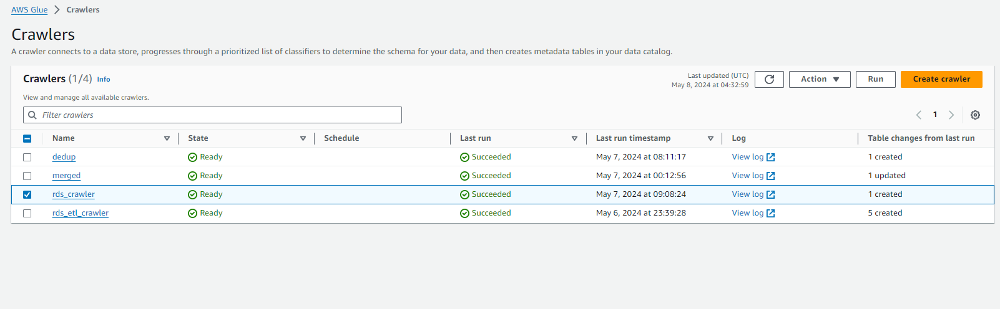 AWS Glue > Crawlers
Crawlers
A crawler connects to a data store, progresses through a prioritized list of classifiers to determine the schema for your data, and then creates metadata tables in your data catalog.
Crawlers (1/4) Info
Last updated (UTC)
May 8, 2024 at 04:32:59
Action
Run
Create crawler
View and manage all available crawlers.
Filter crawlers
1
Name State Schedule Last run Last run timestamp Log Table changes from last run
dedup Ready Succeeded May 7, 2024 at 08:11:17 View log 1 created
merged Ready Succeeded May 7, 2024 at 00:12:56 View log 1 updated
rds_crawler Ready Succeeded May 7, 2024 at 09:08:24 View log 1 created
rds_etl_crawler Ready Succeeded May 6, 2024 at 23:39:28 View log 5 created